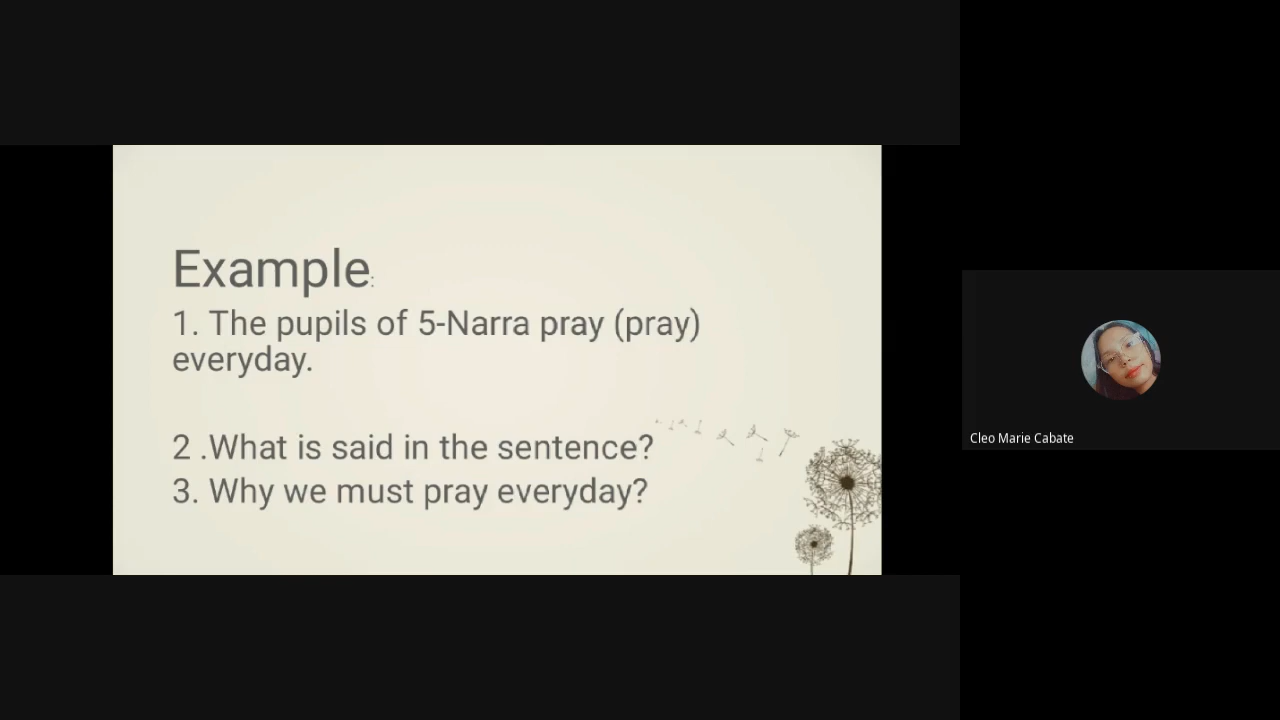 Example:
1. The pupils of 5-Narra pray (pray)
everyday.
2 .What is said in the sentence?
3. Why we must pray everyday?
Cleo Marie Cabate